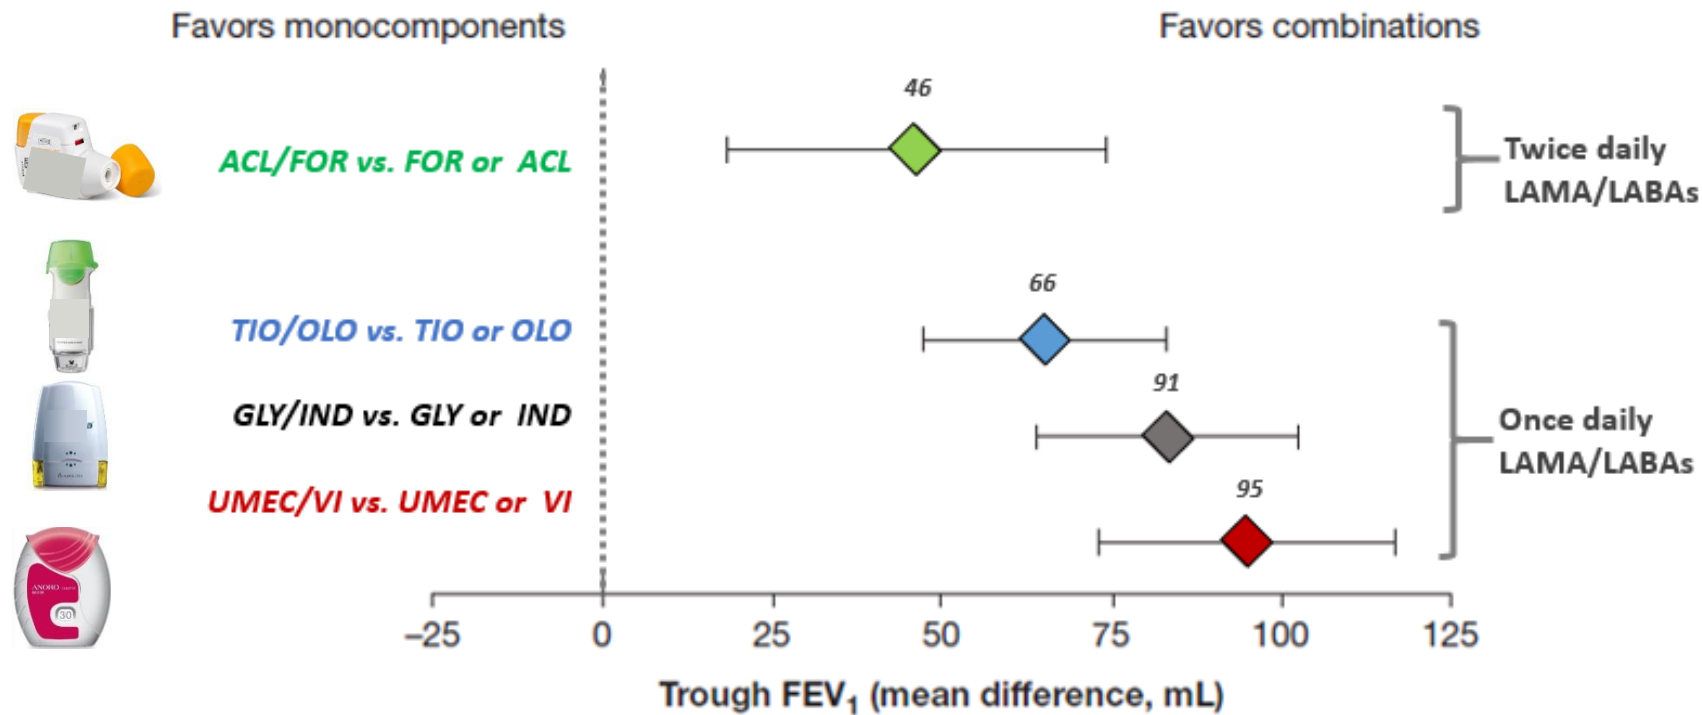 Favors monocomponents
Favors combinations
46
ACL/FOR vs. FOR or ACL
Twice daily
LAMA/LABAs
66
TIO/OLO vs. TIO or OLO
91
GLY/IND vs. GLY or IND
Once daily
LAMA/LABAs
95
UMEC/VI vs. UMEC or VI
ANORO
30
–25 0 25 50 75 100 125
Trough FEV₁ (mean difference, mL)